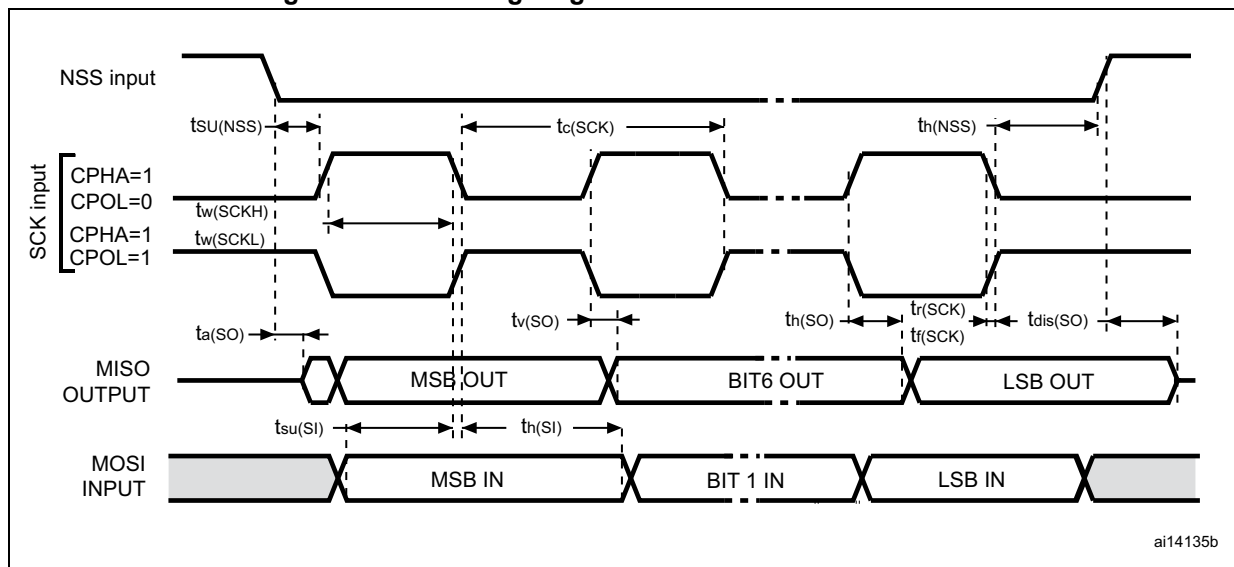 NSS input
tSU(NSS)
tc(SCK)
th(NSS)
SCK input
CPHA=1
CPOL=0
tw(SCKH)
CPHA=1
tw(SCKL)
CPOL=1
ta(SO)
tv(SO)
th(SO)
tr(SCK)
tf(SCK)
tdis(SO)
MISO
OUTPUT
MSB OUT
BIT6 OUT
LSB OUT
tsu(SI)
th(SI)
MOSI
INPUT
MSB IN
BIT 1 IN
LSB IN
ai14135b